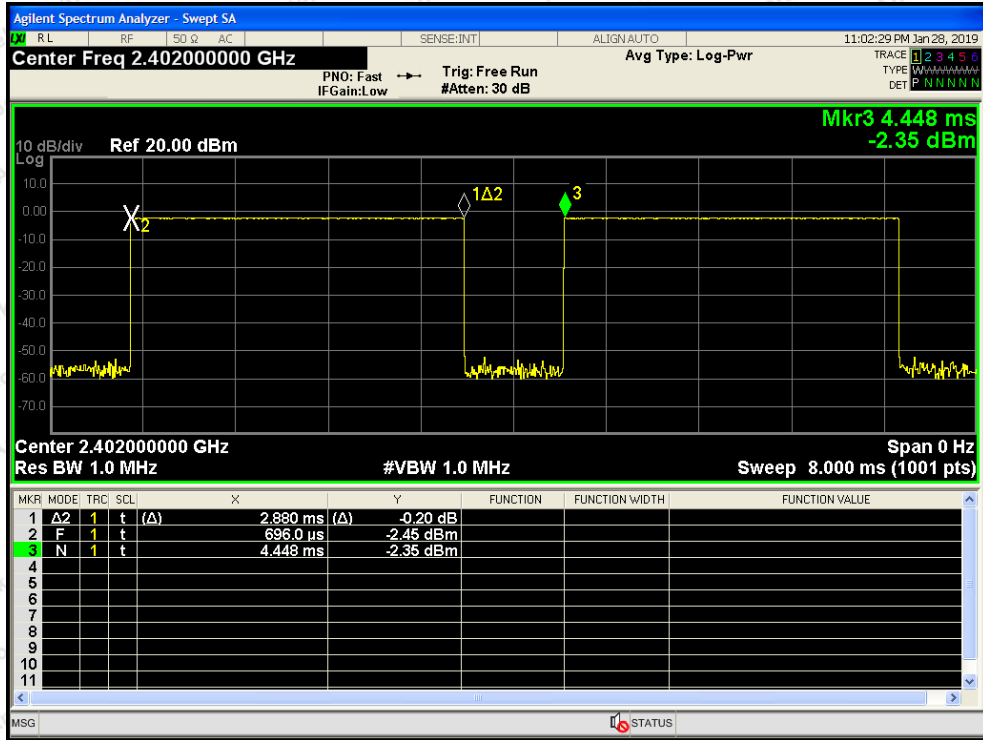 Agilent Spectrum Analyzer - Swept SA
LXI RL RF 50 Ω AC SENSE:INT ALIGNAUTO 11:02:29 PM Jan 28, 2019
Center Freq 2.402000000 GHz Avg Type: Log-Pwr TRACE 1 2 3 4 5 6
PNO: Fast Trig: Free Run TYPE WWWWWW
IFGain:Low #Atten: 30 dB DET P N N N N N
Mkr3 4.448 ms
10 dB/div Ref 20.00 dBm -2.35 dBm
Log
10.0
0.00
-10.0
-20.0
-30.0
-40.0
-50.0
-60.0
-70.0
2
1Δ2
3
Center 2.402000000 GHz Span 0 Hz
Res BW 1.0 MHz #VBW 1.0 MHz Sweep 8.000 ms (1001 pts)
MKR MODE TRC SCL X Y FUNCTION FUNCTION WIDTH FUNCTION VALUE
1 Δ2 1 t (Δ) 2.880 ms (Δ) -0.20 dB
2 F 1 t 696.0 µs -2.45 dBm
3 N 1 t 4.448 ms -2.35 dBm
4
5
6
7
8
9
10
11
MSG STATUS